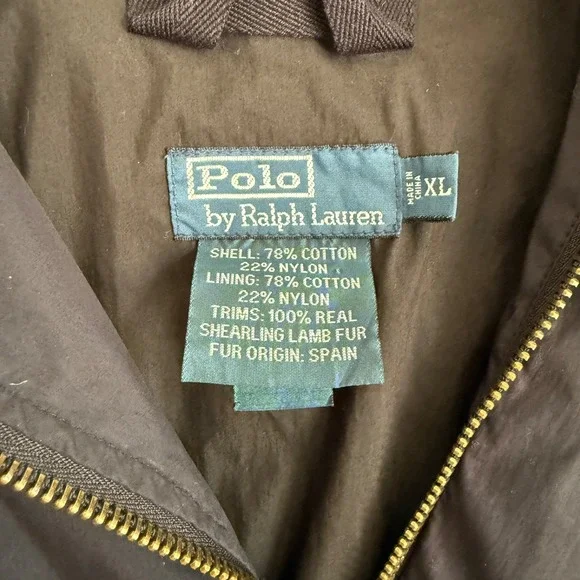 Polo
by Ralph Lauren
MADE IN
CHINA
XL
SHELL: 78% COTTON
22% NYLON
LINING: 78% COTTON
22% NYLON
TRIMS: 100% REAL
SHEARLING LAMB FUR
FUR ORIGIN: SPAIN